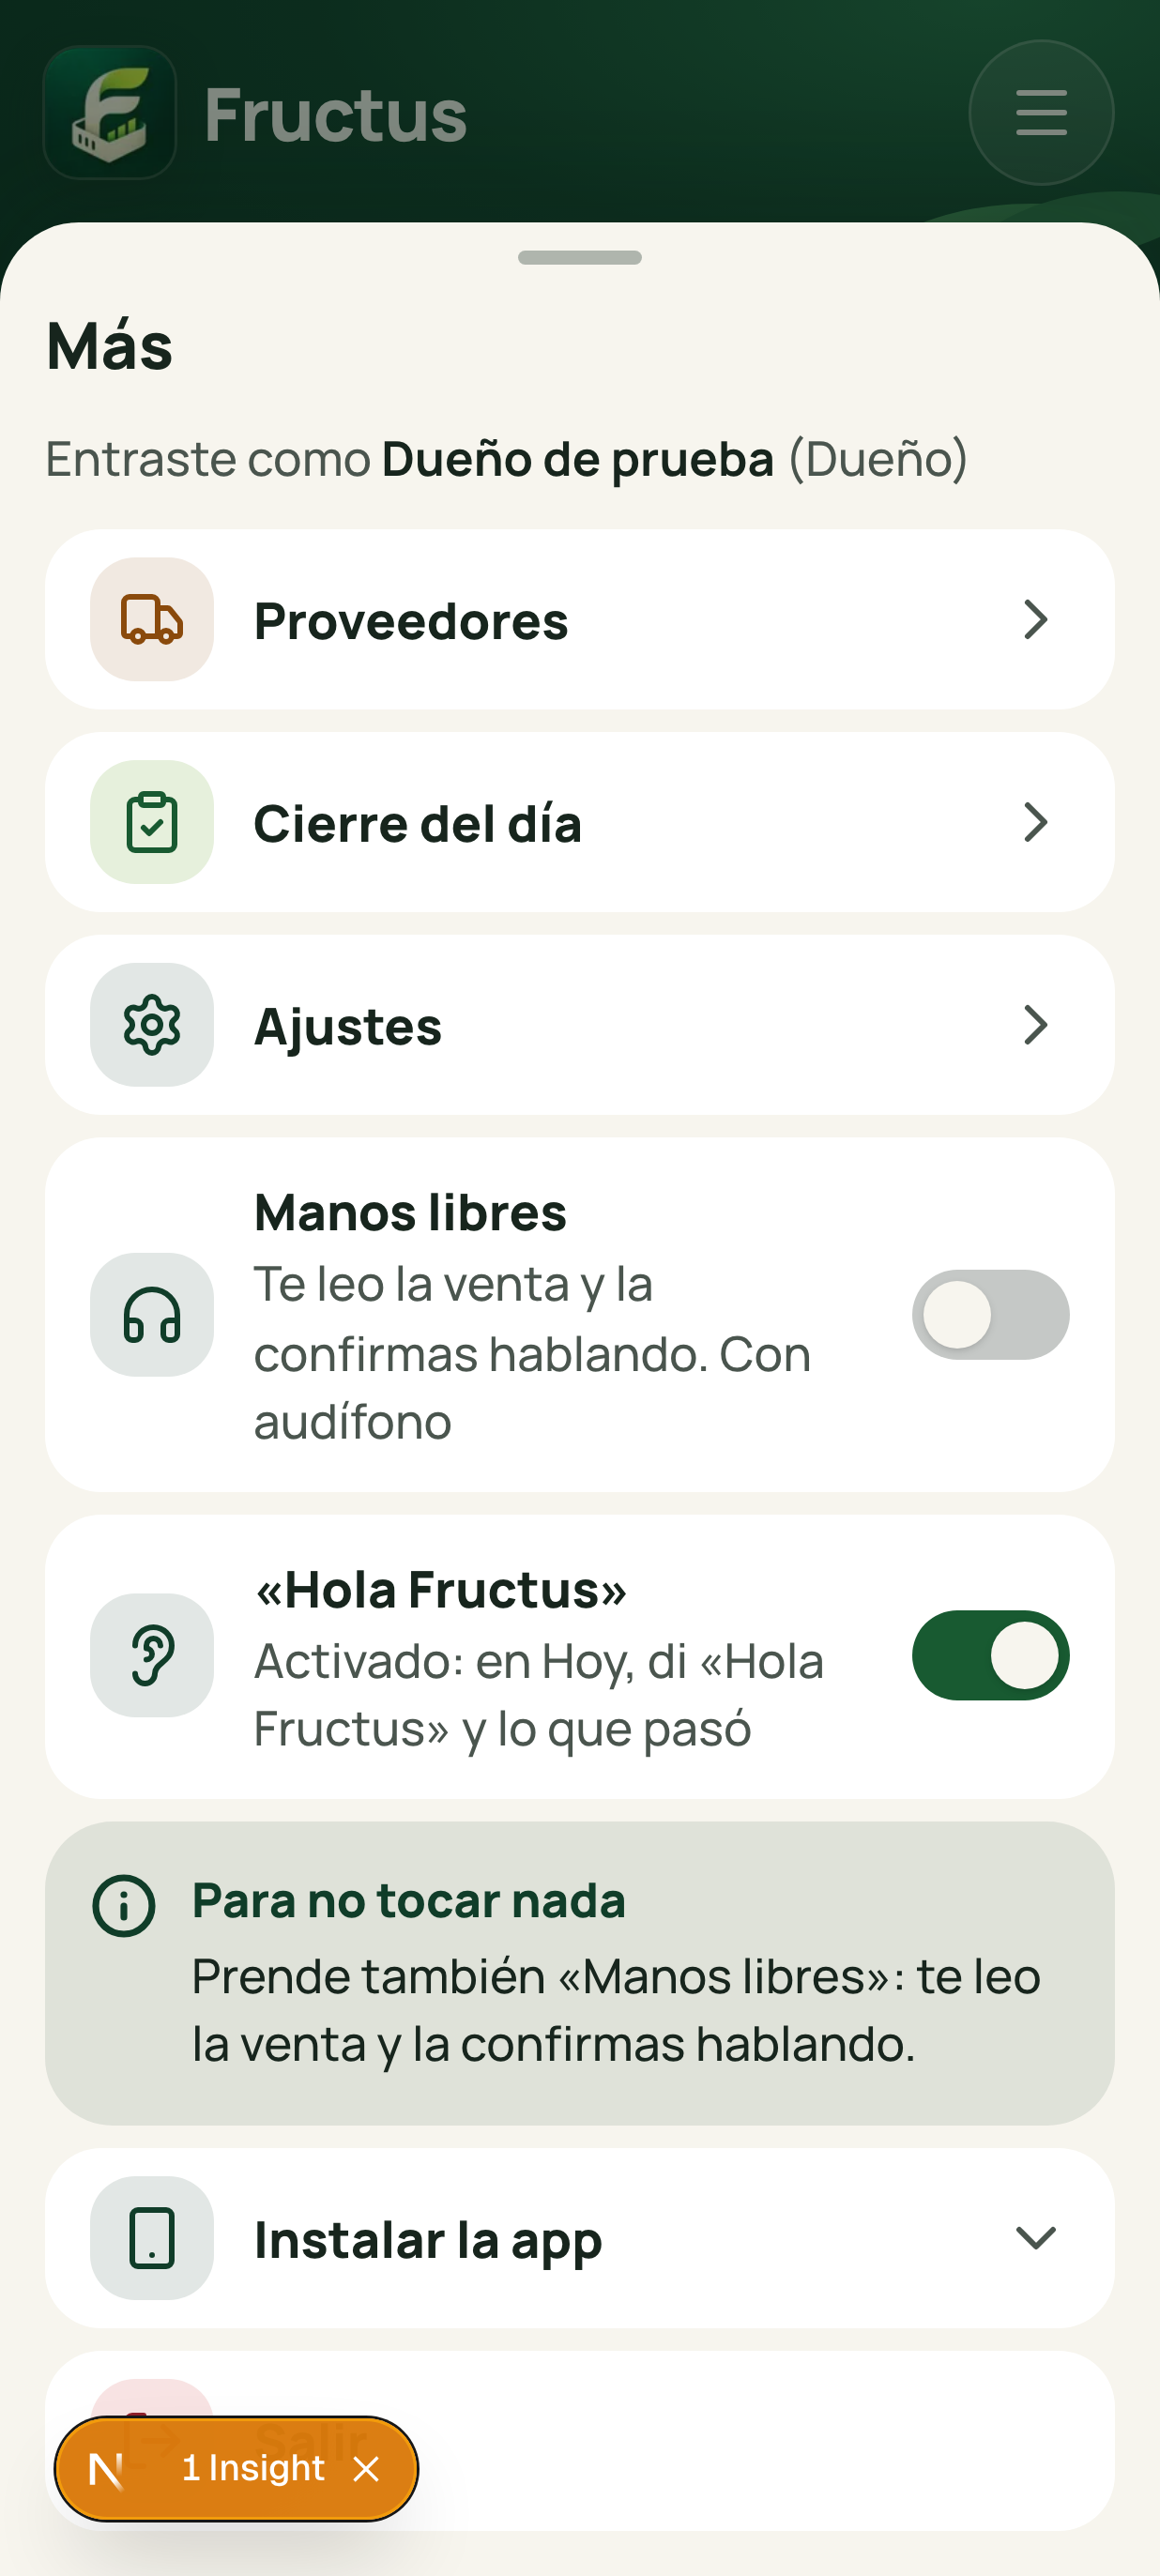 Fructus
Más
Entraste como Dueño de prueba (Dueño)
Proveedores
Cierre del día
Ajustes
Manos libres
Te leo la venta y la
confirmas hablando. Con
audífono
«Hola Fructus»
Activado: en Hoy, di «Hola
Fructus» y lo que pasó
Para no tocar nada
Prende también «Manos libres»: te leo
la venta y la confirmas hablando.
Instalar la app
Salir
1 Insight